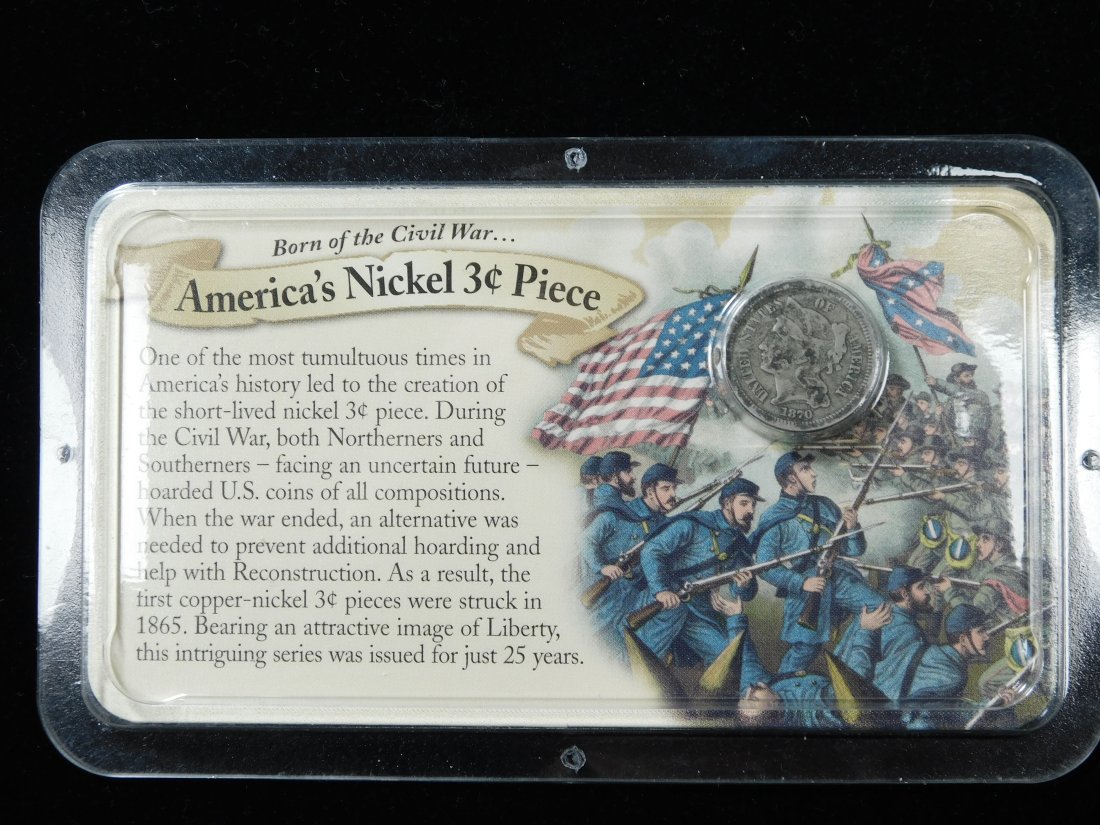 Born of the Civil War...
America's Nickel 3¢ Piece
One of the most tumultuous times in
America's history led to the creation of
the short-lived nickel 3¢ piece. During
the Civil War, both Northerners and
Southerners – facing an uncertain future –
hoarded U.S. coins of all compositions.
When the war ended, an alternative was
needed to prevent additional hoarding and
help with Reconstruction. As a result, the
first copper-nickel 3¢ pieces were struck in
1865. Bearing an attractive image of Liberty,
this intriguing series was issued for just 25 years.
UNITED STATES OF AMERICA
1870